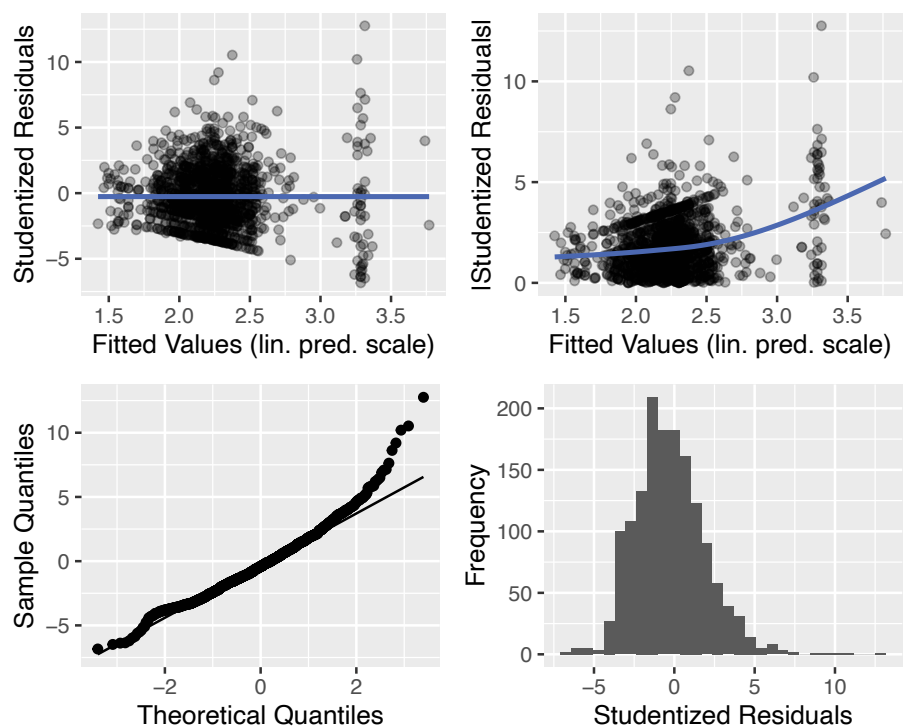 Studentized Residuals
10
5
0
−5
1.5 2.0 2.5 3.0 3.5
Fitted Values (lin. pred. scale)
|Studentized Residuals|
10
5
0
1.5 2.0 2.5 3.0 3.5
Fitted Values (lin. pred. scale)
Sample Quantiles
10
5
0
−5
−2 0 2
Theoretical Quantiles
Frequency
200
150
100
50
0
−5 0 5 10
Studentized Residuals